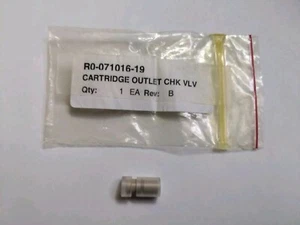 R0-071016-19
CARTRIDGE OUTLET CHK VLV
Qty: 1 EA Rev: B